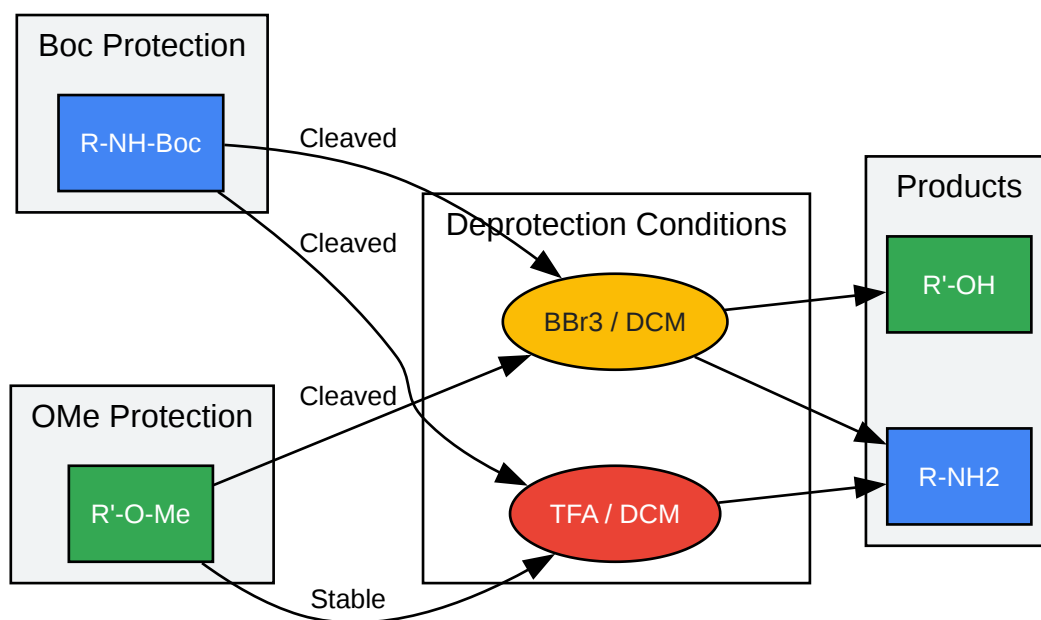 Boc Protection
R-NH-Boc
Cleaved
Cleaved
OMe Protection
R'-O-Me
Cleaved
Stable
Deprotection Conditions
BBr3 / DCM
TFA / DCM
Products
R'-OH
R-NH2